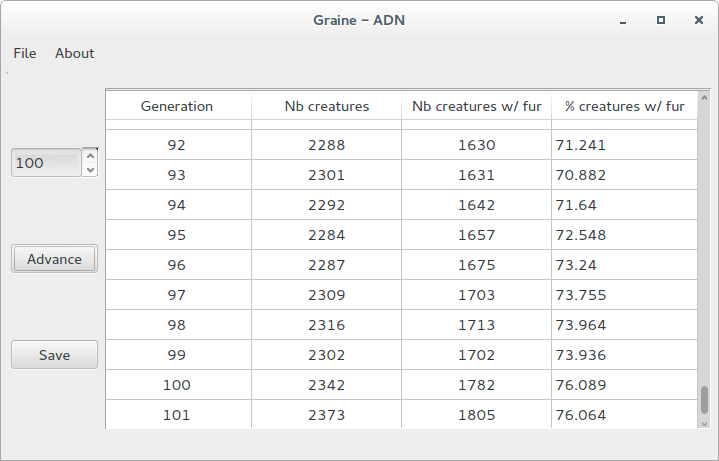 Graine – ADN
File About
Generation Nb creatures Nb creatures w/ fur % creatures w/ fur
92 2288 1630 71.241
93 2301 1631 70.882
100
94 2292 1642 71.64
95 2284 1657 72.548
Advance
96 2287 1675 73.24
97 2309 1703 73.755
98 2316 1713 73.964
99 2302 1702 73.936
Save
100 2342 1782 76.089
101 2373 1805 76.064